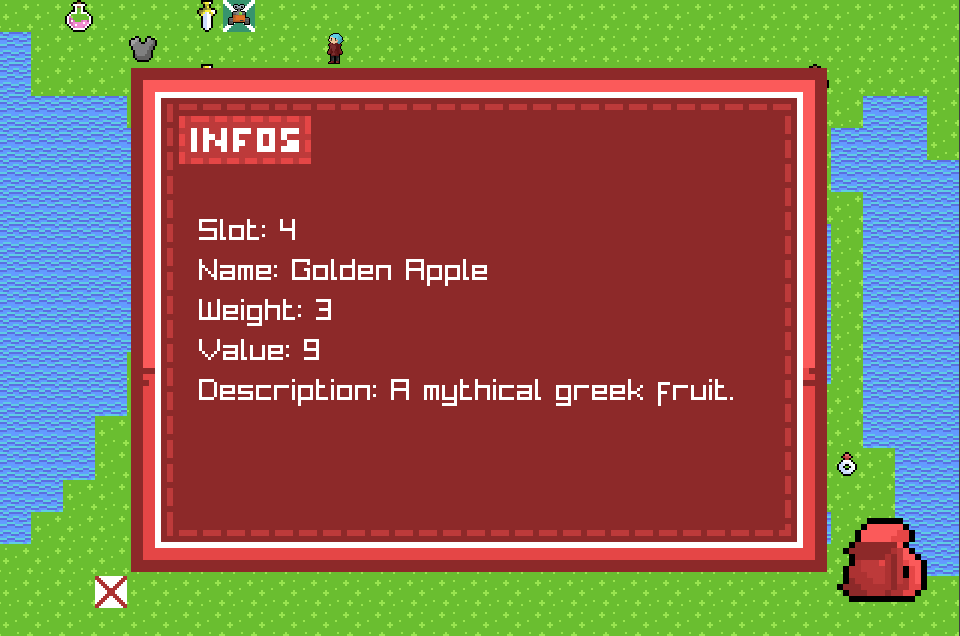 INFOS
Slot: 4
Name: Golden Apple
Weight: 3
Value: 9
Description: A mythical greek fruit.